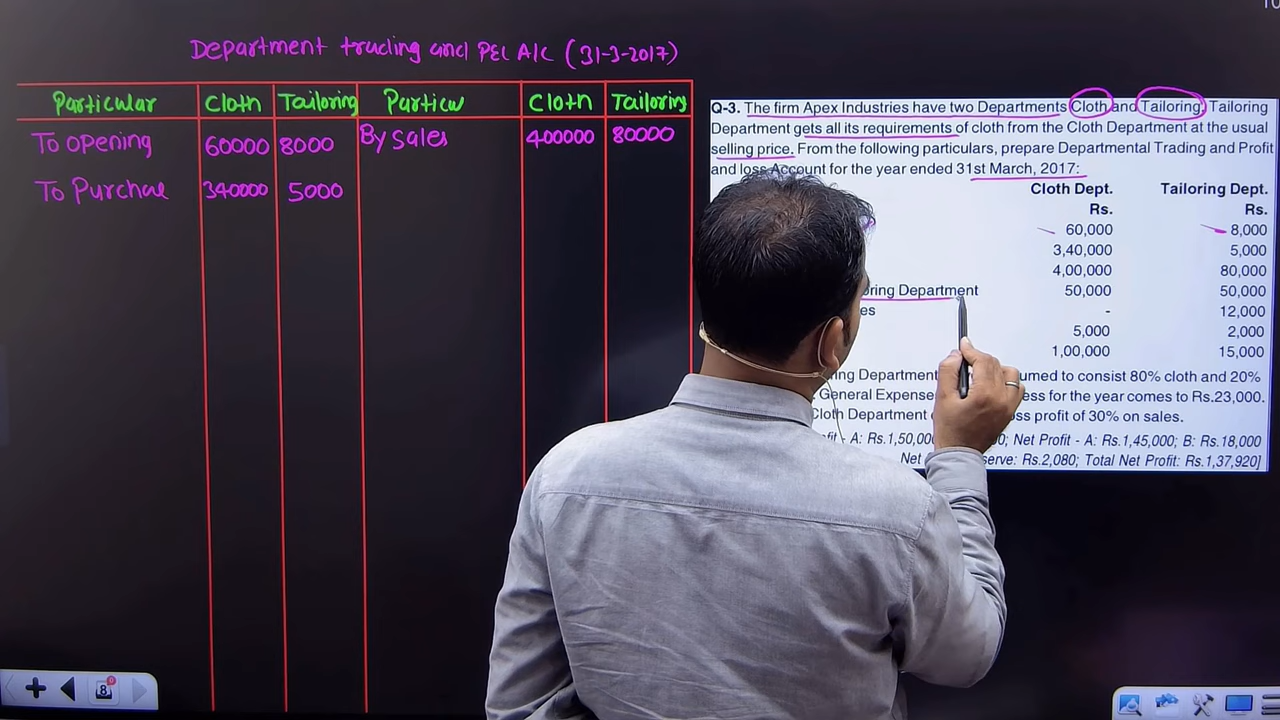 Department trading and P&L A/C (31-3-2017)
Particular Cloth Tailoring Particu Cloth Tailoring
To opening 60000 8000 By sales 400000 80000
To Purchae 340000 5000
Q-3. The firm Apex Industries have two Departments Cloth and Tailoring. Tailoring
Department gets all its requirements of cloth from the Cloth Department at the usual
selling price. From the following particulars, prepare Departmental Trading and Profit
and loss Account for the year ended 31st March, 2017:
Cloth Dept. Tailoring Dept.
Rs. Rs.
60,000 8,000
3,40,000 5,000
4,00,000 80,000
oring Department 50,000 50,000
es - 12,000
5,000 2,000
1,00,000 15,000
ing Department umed to consist 80% cloth and 20%
General Expense ess for the year comes to Rs.23,000.
Cloth Department oss profit of 30% on sales.
fit - A: Rs.1,50,00 0; Net Profit - A: Rs.1,45,000; B: Rs.18,000
Net serve: Rs.2,080; Total Net Profit: Rs.1,37,920]
8